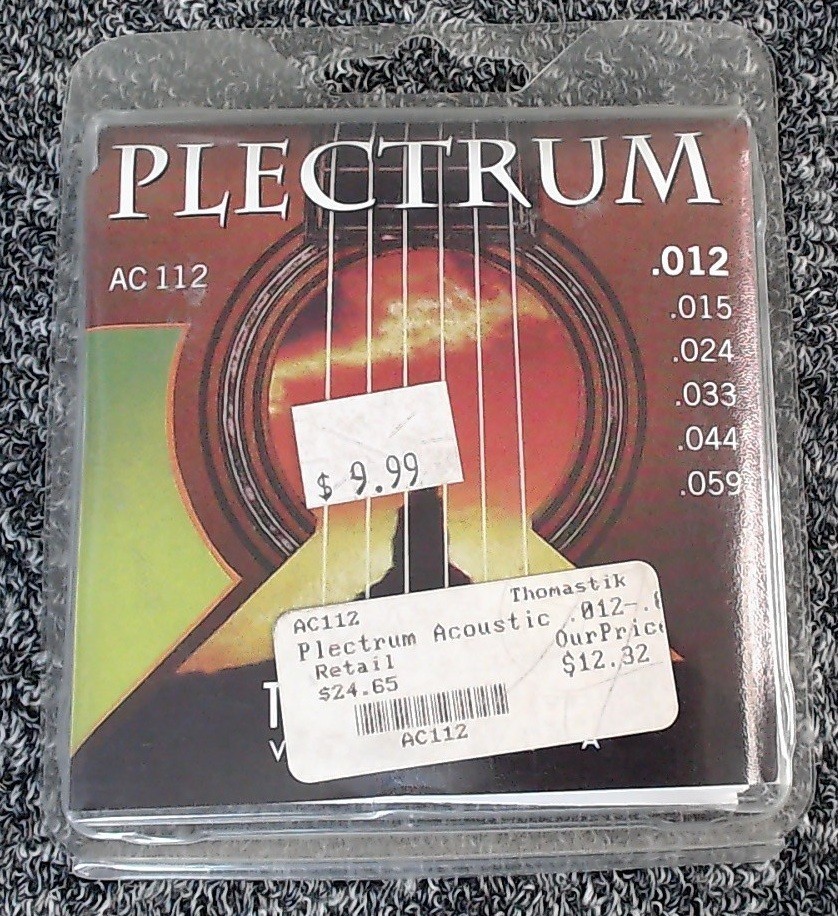 PLECTRUM
AC 112
.012
.015
.024
.033
.044
.059
$ 9.99
Thomastik
AC112
Plectrum Acoustic .012-.
OurPrice
Retail
$12.32
$24.65
AC112